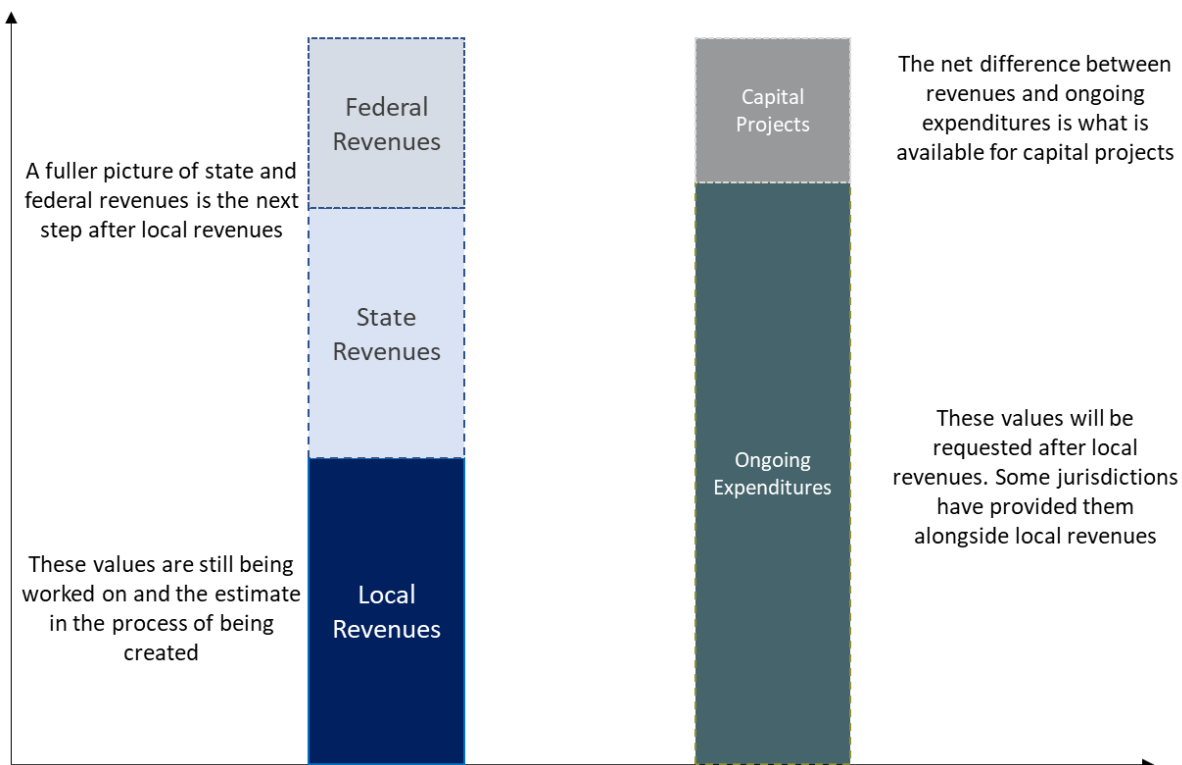 A fuller picture of state and
federal revenues is the next
step after local revenues
These values are still being
worked on and the estimate
in the process of being
created
Federal
Revenues
State
Revenues
Local
Revenues
Capital
Projects
Ongoing
Expenditures
The net difference between
revenues and ongoing
expenditures is what is
available for capital projects
These values will be
requested after local
revenues. Some jurisdictions
have provided them
alongside local revenues